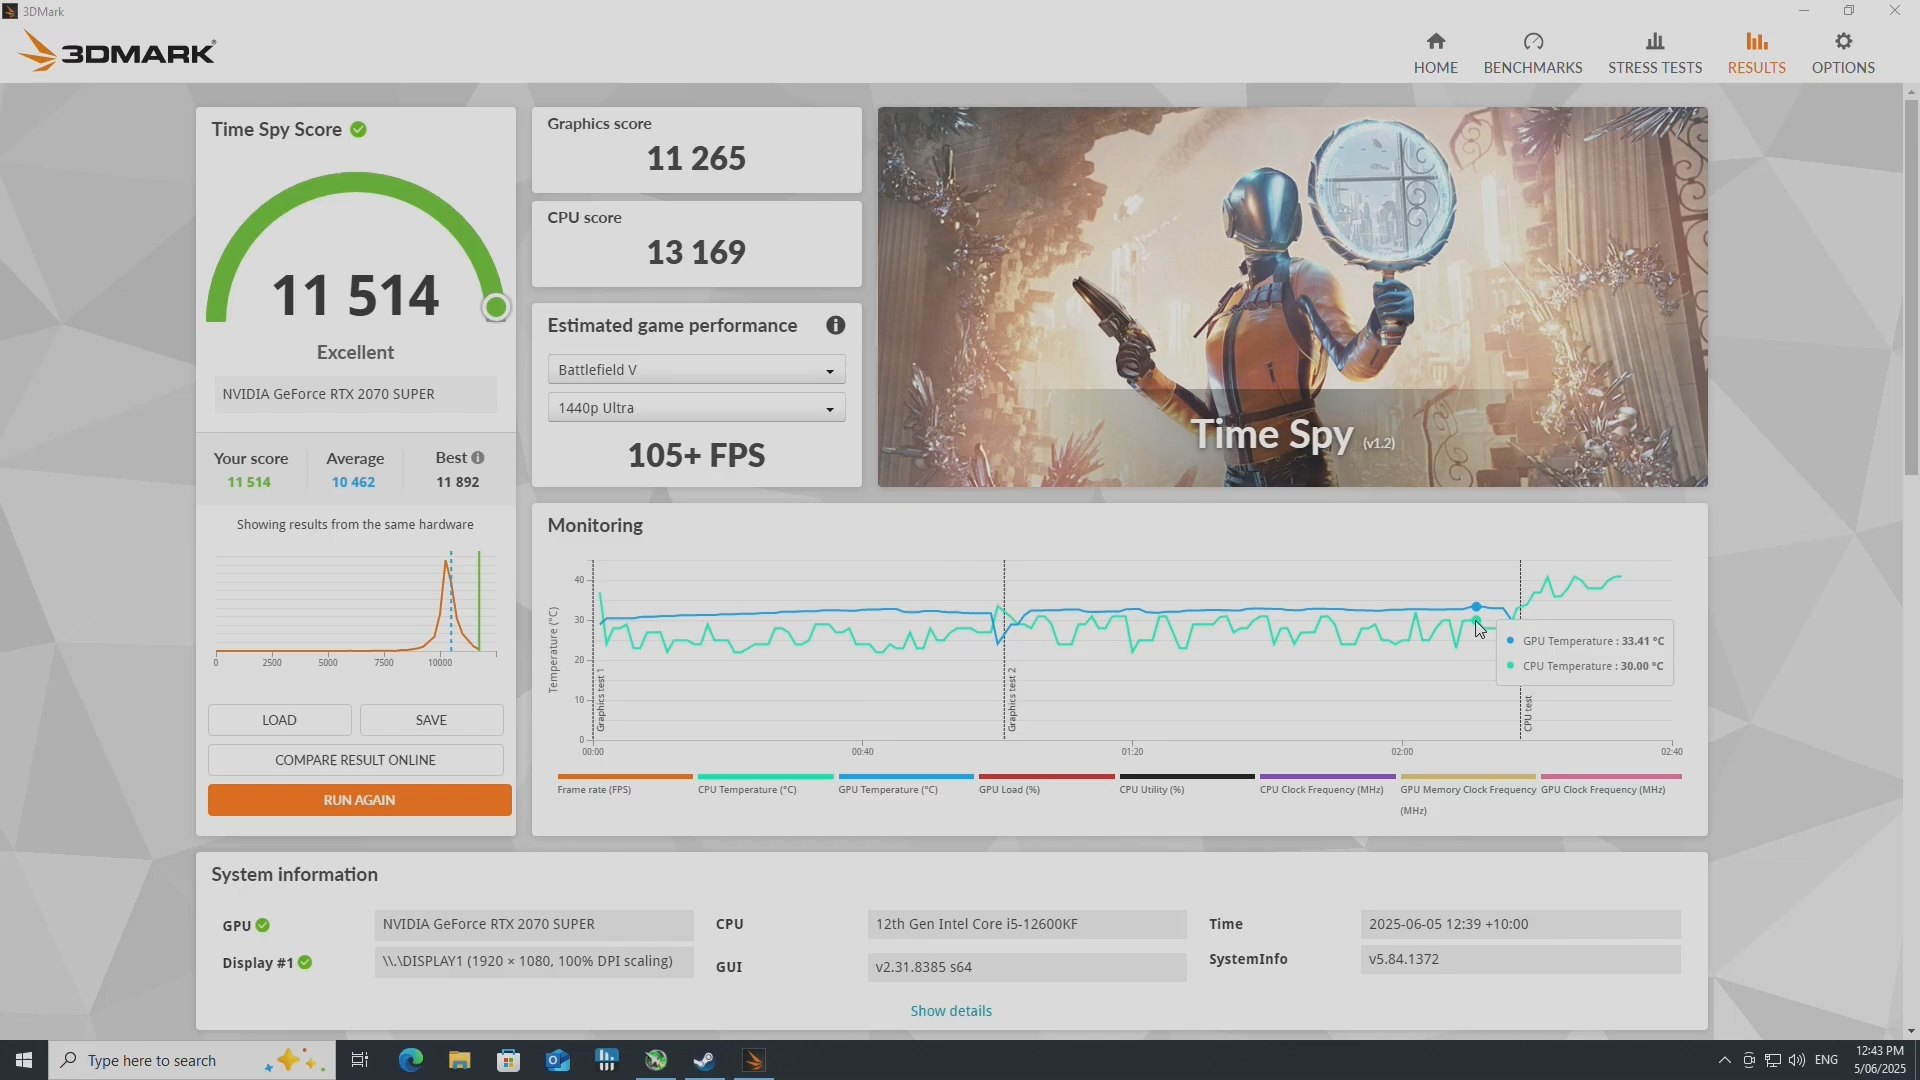 3DMark
3DMARK
HOME
BENCHMARKS
STRESS TESTS
RESULTS
OPTIONS
Time Spy Score
11 514
Excellent
NVIDIA GeForce RTX 2070 SUPER
Your score
Average
Best
11 514
10 462
11 892
Showing results from the same hardware
0
2500
5000
7500
10000
LOAD
SAVE
COMPARE RESULT ONLINE
RUN AGAIN
Graphics score
11 265
CPU score
13 169
Estimated game performance
Battlefield V
1440p Ultra
105+ FPS
Time Spy (v1.2)
Monitoring
Temperature (°C)
40
30
20
10
0
Graphics test 1
Graphics test 2
CPU test
GPU Temperature : 33.41 °C
CPU Temperature : 30.00 °C
00:00
00:40
01:20
02:00
02:40
Frame rate (FPS)
CPU Temperature (°C)
GPU Temperature (°C)
GPU Load (%)
CPU Utility (%)
CPU Clock Frequency (MHz)
GPU Memory Clock Frequency
(MHz)
GPU Clock Frequency (MHz)
System information
GPU
NVIDIA GeForce RTX 2070 SUPER
CPU
12th Gen Intel Core i5-12600KF
Time
2025-06-05 12:39 +10:00
Display #1
\\.\DISPLAY1 (1920 × 1080, 100% DPI scaling)
GUI
v2.31.8385 s64
SystemInfo
v5.84.1372
Show details
Type here to search
ENG
12:43 PM
5/06/2025